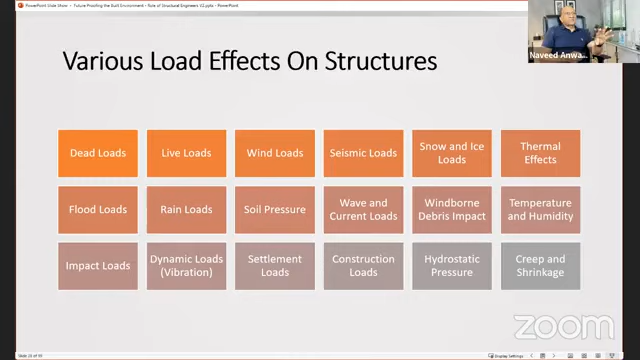 PowerPoint Slide Show - Future Proofing the Built Environment - Role of Structural Engineers V2.pptx - PowerPoint
Naveed Anwa...
Various Load Effects On Structures
Dead Loads
Live Loads
Wind Loads
Seismic Loads
Snow and Ice
Loads
Thermal
Effects
Flood Loads
Rain Loads
Soil Pressure
Wave and
Current Loads
Windborne
Debris Impact
Temperature
and Humidity
Impact Loads
Dynamic Loads
(Vibration)
Settlement
Loads
Construction
Loads
Hydrostatic
Pressure
Creep and
Shrinkage
zoom
Display Settings